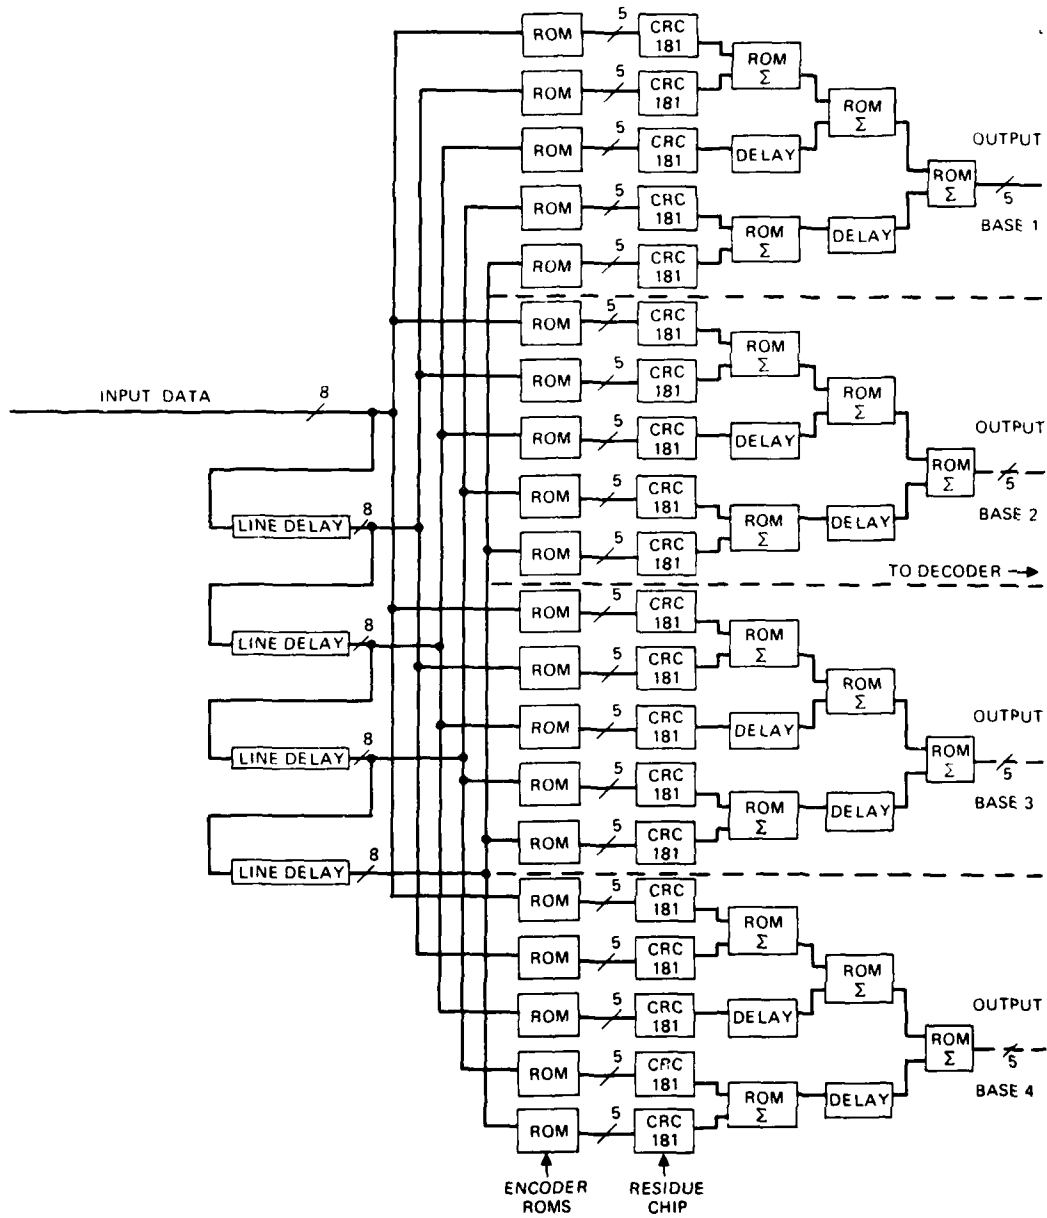 ROM 5 CRC 181
ROM Σ
ROM 5 CRC 181
ROM Σ
ROM 5 CRC 181 DELAY
OUTPUT
ROM Σ 5
BASE 1
ROM 5 CRC 181
ROM Σ DELAY
ROM 5 CRC 181
ROM 5 CRC 181
ROM Σ
ROM 5 CRC 181
ROM Σ
INPUT DATA 8
ROM 5 CRC 181 DELAY
OUTPUT
ROM Σ 5
BASE 2
ROM 5 CRC 181
ROM Σ DELAY
LINE DELAY 8
ROM 5 CRC 181
TO DECODER
ROM 5 CRC 181
ROM Σ
LINE DELAY 8
ROM 5 CRC 181
ROM Σ
ROM 5 CRC 181 DELAY
OUTPUT
LINE DELAY 8
ROM Σ 5
BASE 3
ROM 5 CRC 181
ROM Σ DELAY
ROM 5 CRC 181
LINE DELAY 8
ROM 5 CRC 181
ROM Σ
ROM 5 CRC 181
ROM Σ
ROM 5 CRC 181 DELAY
OUTPUT
ROM Σ 5
BASE 4
ROM 5 CRC 181
ROM Σ DELAY
ROM 5 CRC 181
ENCODER ROMS
RESIDUE CHIP